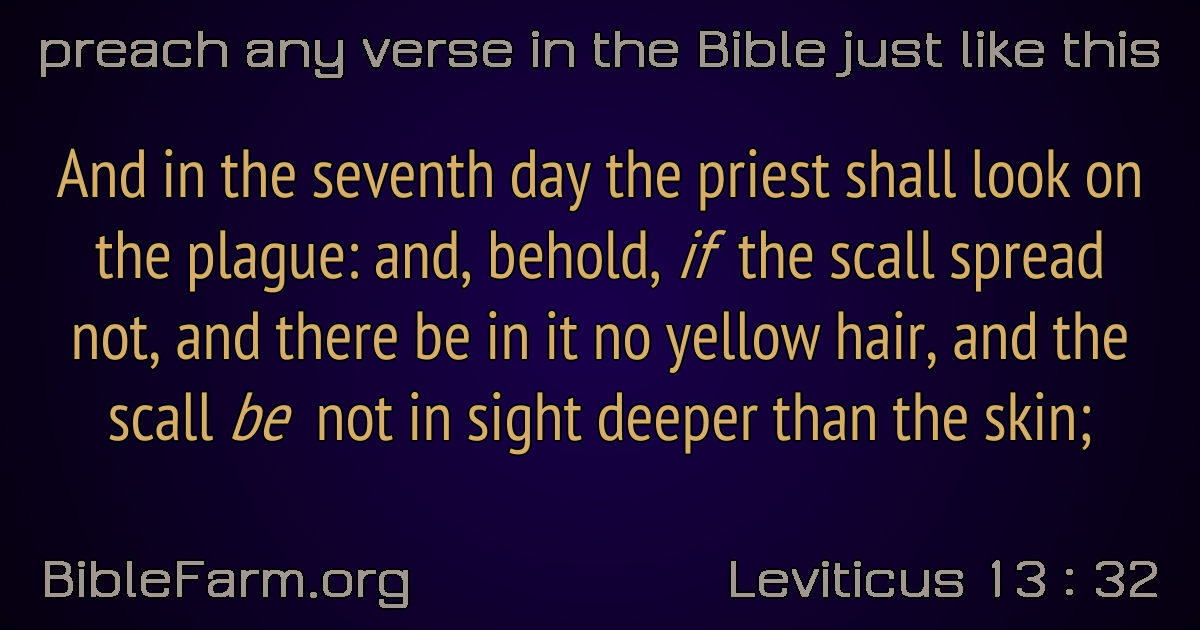 preach any verse in the Bible just like this
And in the seventh day the priest shall look on
the plague: and, behold, if the scall spread
not, and there be in it no yellow hair, and the
scall be not in sight deeper than the skin;
BibleFarm.org
Leviticus 13 : 32